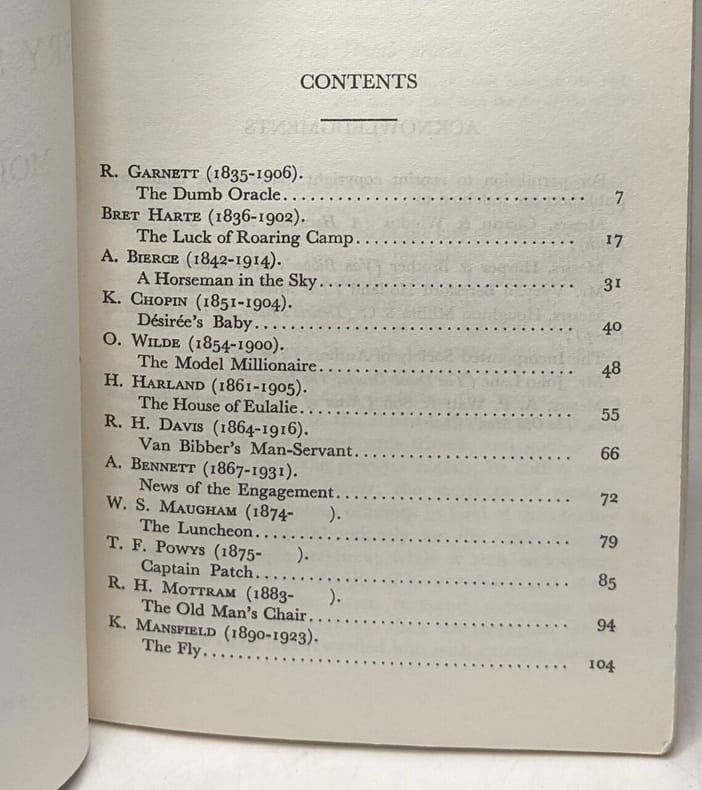 CONTENTS
R. GARNETT (1835-1906).
The Dumb Oracle........................................ 7
BRET HARTE (1836-1902).
The Luck of Roaring Camp............................ 17
A. BIERCE (1842-1914).
A Horseman in the Sky................................ 31
K. CHOPIN (1851-1904).
Désirée's Baby........................................ 40
O. WILDE (1854-1900).
The Model Millionaire................................ 48
H. HARLAND (1861-1905).
The House of Eulalie.................................. 55
R. H. DAVIS (1864-1916).
Van Bibber's Man-Servant............................ 66
A. BENNETT (1867-1931).
News of the Engagement.............................. 72
W. S. MAUGHAM (1874- ).
The Luncheon........................................ 79
T. F. POWYS (1875- ).
Captain Patch........................................ 85
R. H. MOTTRAM (1883- ).
The Old Man's Chair.................................. 94
K. MANSFIELD (1890-1923).
The Fly.............................................. 104